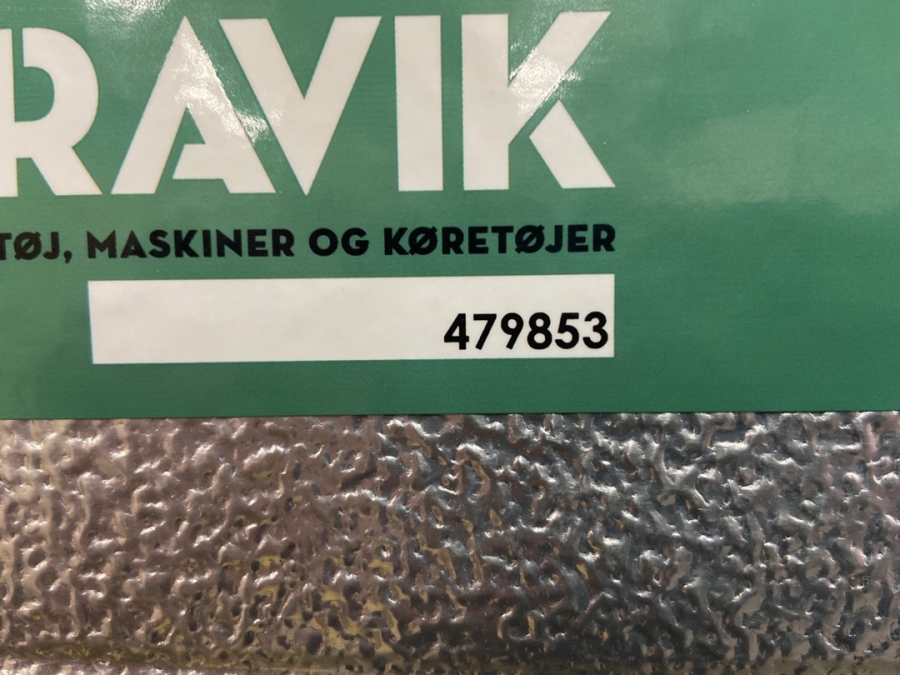 RAVIK
TØJ, MASKINER OG KØRETØJER
479853